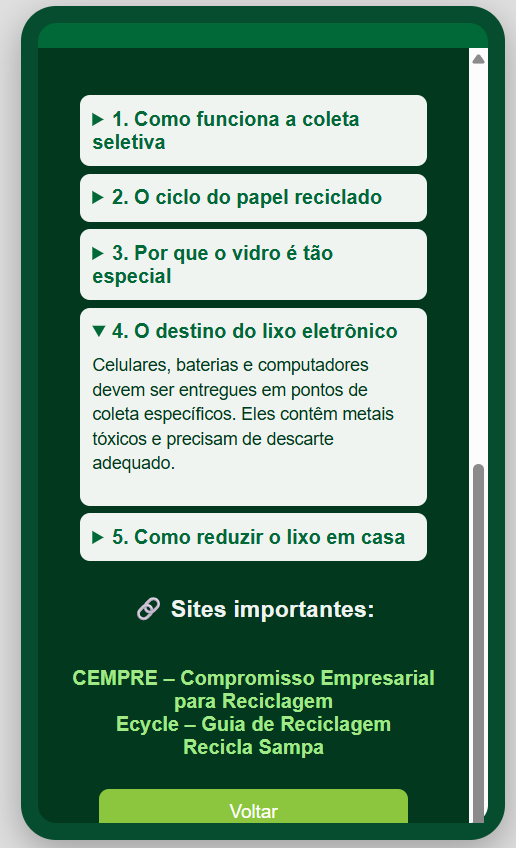 ▶ 1. Como funciona a coleta
seletiva
▶ 2. O ciclo do papel reciclado
▶ 3. Por que o vidro é tão
especial
▼ 4. O destino do lixo eletrônico
Celulares, baterias e computadores
devem ser entregues em pontos de
coleta específicos. Eles contêm metais
tóxicos e precisam de descarte
adequado.
▶ 5. Como reduzir o lixo em casa
🔗 Sites importantes:
CEMPRE – Compromisso Empresarial
para Reciclagem
Ecycle – Guia de Reciclagem
Recicla Sampa
Voltar